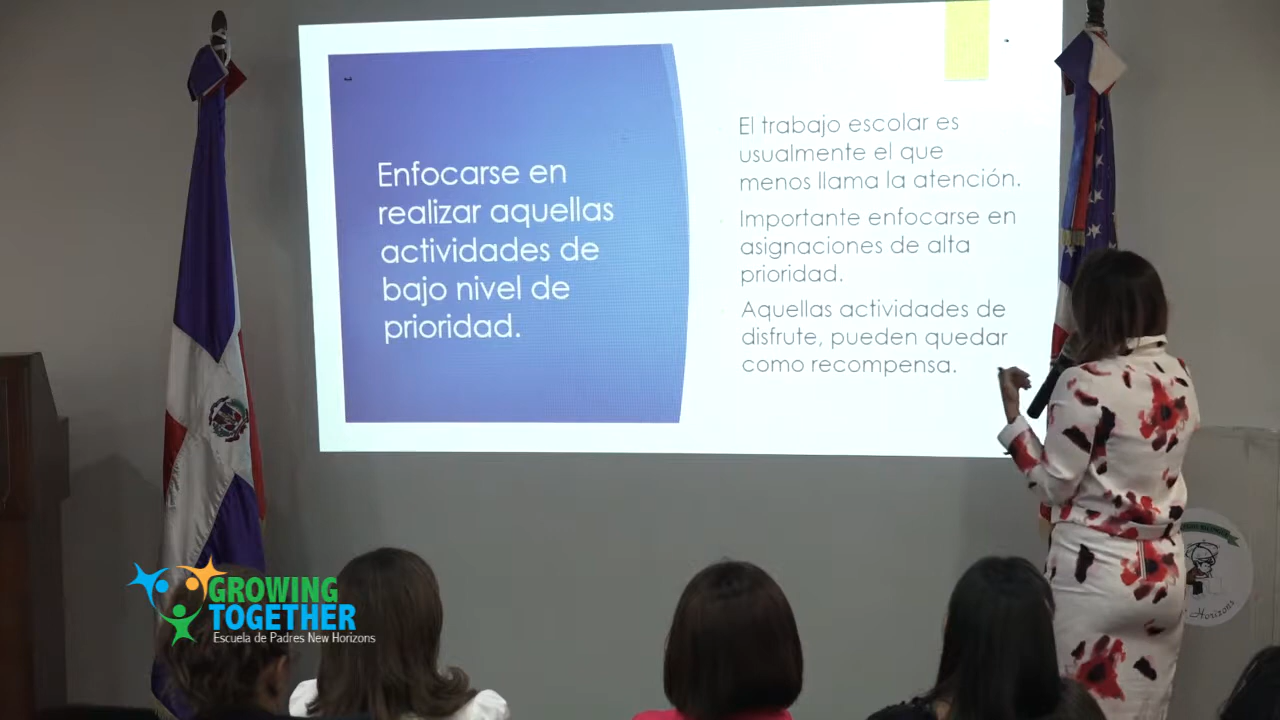 Enfocarse en
realizar aquellas
actividades de
bajo nivel de
prioridad.
El trabajo escolar es
usualmente el que
menos llama la atención.
Importante enfocarse en
asignaciones de alta
prioridad.
Aquellas actividades de
disfrute, pueden quedar
como recompensa.
GROWING
TOGETHER
Escuela de Padres New Horizons
Horizons